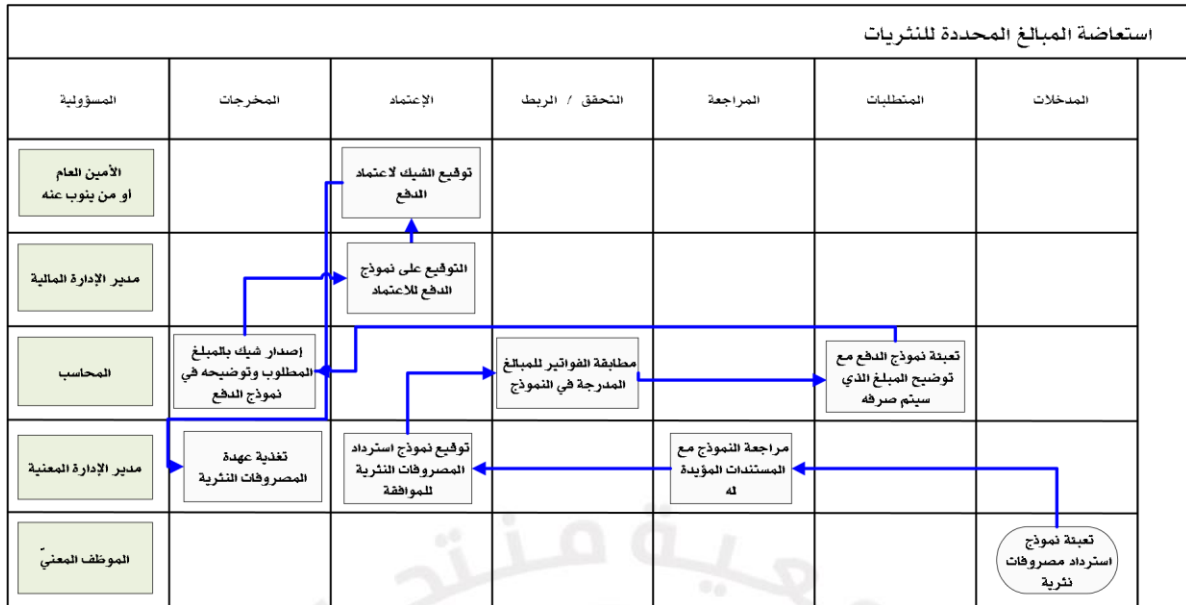 استعاضة المبالغ المحددة للنثريات
المدخلات
المتطلبات
المراجعة
التحقق / الربط
الإعتماد
المخرجات
المسؤولية
توقيع الشيك لاعتماد
الدفع
الأمين العام
او من ينوب عنه
التوقيع على نموذج
الدفع للاعتماد
مدير الإدارة المالية
تعبئة نموذج الدفع مع
توضيح المبلغ الذي
سيتم صرفه
مطابقة الفواتير للمبالغ
المدرجة في النموذج
إصدار شيك بالمبلغ
المطلوب وتوضيحه في
نموذج الدفع
المحاسب
مراجعة النموذج مع
المستندات المؤيدة
له
توقيع نموذج استرداد
المصروفات النثرية
للموافقة
تغذية عهدة
المصروفات النثرية
مدير الإدارة المعنية
تعبئة نموذج
استرداد مصروفات
نثرية
الموظف المعنيّ